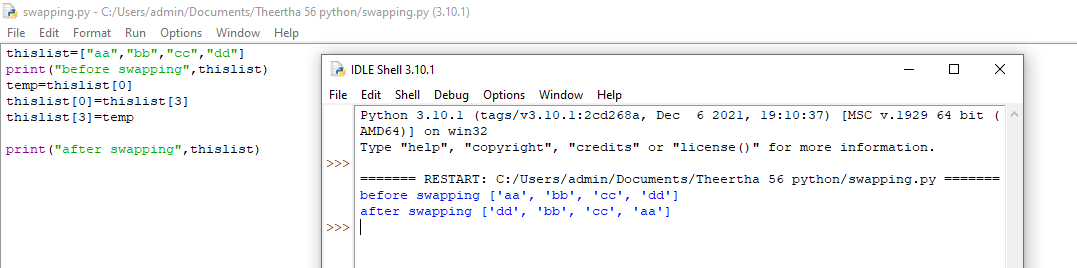 swapping.py - C:/Users/admin/Documents/Theertha 56 python/swapping.py (3.10.1)
File Edit Format Run Options Window Help
thislist=["aa","bb","cc","dd"]
print("before swapping",thislist)
temp=thislist[0]
thislist[0]=thislist[3]
thislist[3]=temp
print("after swapping",thislist)
IDLE Shell 3.10.1
File Edit Shell Debug Options Window Help
Python 3.10.1 (tags/v3.10.1:2cd268a, Dec  6 2021, 19:10:37) [MSC v.1929 64 bit (
AMD64)] on win32
Type "help", "copyright", "credits" or "license()" for more information.
>>>
======= RESTART: C:/Users/admin/Documents/Theertha 56 python/swapping.py =======
before swapping ['aa', 'bb', 'cc', 'dd']
after swapping ['dd', 'bb', 'cc', 'aa']
>>>